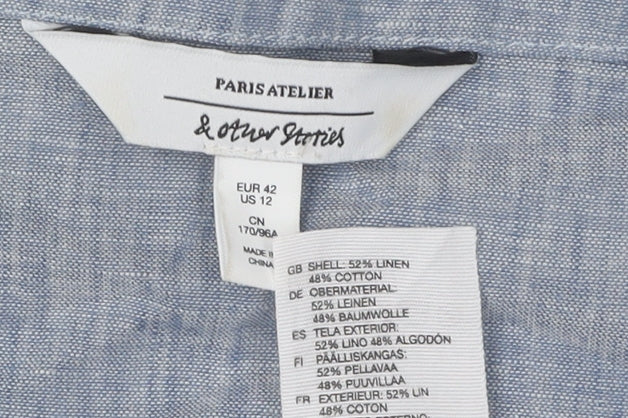 PARIS ATELIER
& other Stories
EUR 42
US 12
CN
170/96A
MADE IN
CHINA
GB SHELL: 52% LINEN
48% COTTON
DE OBERMATERIAL:
52% LEINEN
48% BAUMWOLLE
ES TELA EXTERIOR:
52% LINO 48% ALGODÓN
FI PÄÄLLISKANGAS:
52% PELLAVAA
48% PUUVILLAA
FR EXTERIEUR: 52% LIN
48% COTON